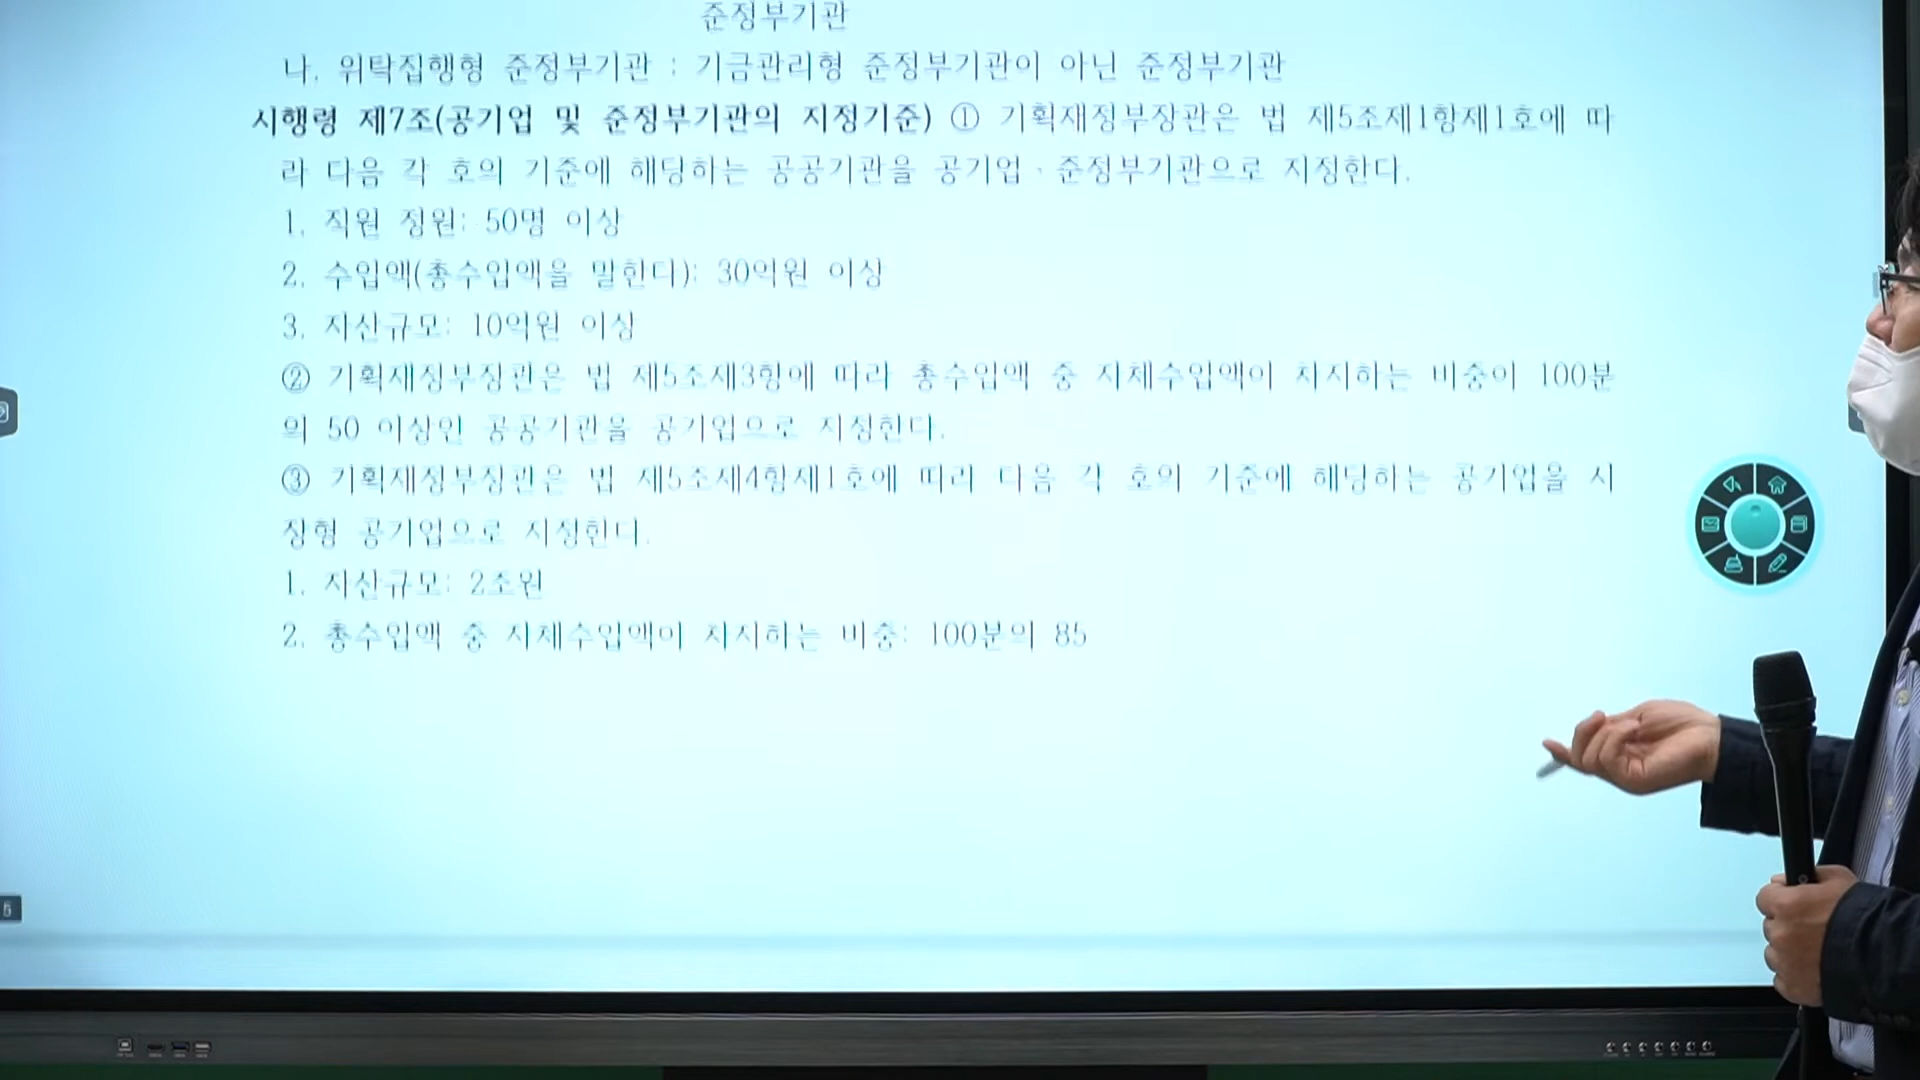 준정부기관
나. 위탁집행형 준정부기관 : 기금관리형 준정부기관이 아닌 준정부기관
시행령 제7조(공기업 및 준정부기관의 지정기준) ① 기획재정부장관은 법 제5조제1항제1호에 따
라 다음 각 호의 기준에 해당하는 공공기관을 공기업ㆍ준정부기관으로 지정한다.
1. 직원 정원: 50명 이상
2. 수입액(총수입액을 말한다): 30억원 이상
3. 자산규모: 10억원 이상
② 기획재정부장관은 법 제5조제3항에 따라 총수입액 중 자체수입액이 차지하는 비중이 100분
의 50 이상인 공공기관을 공기업으로 지정한다.
③ 기획재정부장관은 법 제5조제4항제1호에 따라 다음 각 호의 기준에 해당하는 공기업을 시
장형 공기업으로 지정한다.
1. 자산규모: 2조원
2. 총수입액 중 자체수입액이 차지하는 비중: 100분의 85
5